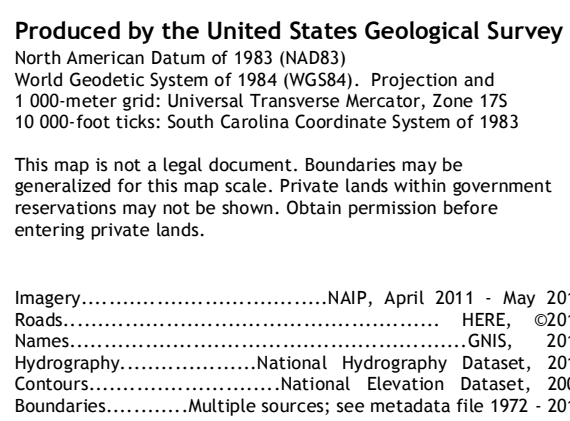 Produced by the United States Geological Survey
North American Datum of 1983 (NAD83)
World Geodetic System of 1984 (WGS84). Projection and
1 000-meter grid: Universal Transverse Mercator, Zone 17S
10 000-foot ticks: South Carolina Coordinate System of 1983
This map is not a legal document. Boundaries may be
generalized for this map scale. Private lands within government
reservations may not be shown. Obtain permission before
entering private lands.
Imagery.......................................NAIP, April 2011 - May
Roads.......................................................... HERE,
Names..............................................................GNIS,
Hydrography.....................National Hydrography Dataset,
Contours..............................National Elevation Dataset,
Boundaries............Multiple sources; see metadata file 1972 -